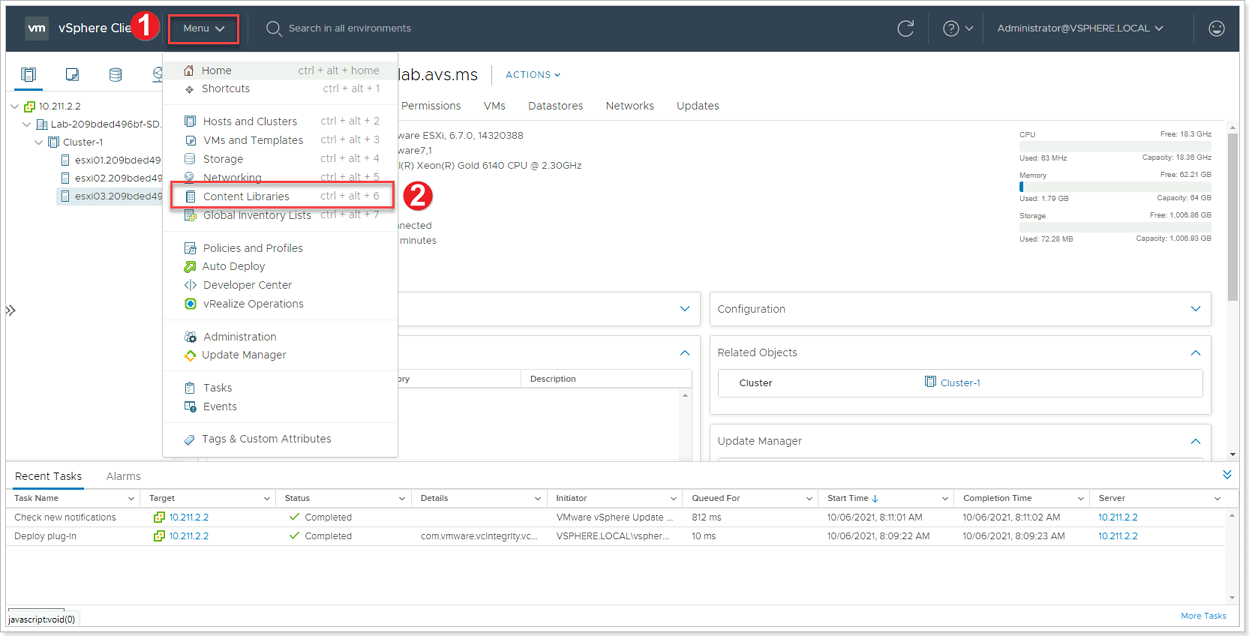 vm vSphere Clie 1 Menu Search in all environments Administrator@VSPHERE.LOCAL
Home ctrl + alt + home
Shortcuts ctrl + alt + 1
Hosts and Clusters ctrl + alt + 2
VMs and Templates ctrl + alt + 3
Storage ctrl + alt + 4
Networking ctrl + alt + 5
Content Libraries ctrl + alt + 6
2
Global Inventory Lists ctrl + alt + 7
Policies and Profiles
Auto Deploy
Developer Center
vRealize Operations
Administration
Update Manager
Tasks
Events
Tags & Custom Attributes
10.211.2.2
Lab-209bded496bf-SD.
Cluster-1
esxi01.209bded49
esxi02.209bded49
esxi03.209bded49
lab.avs.ms ACTIONS
Permissions VMs Datastores Networks Updates
ware ESXi, 6.7.0, 14320388
ware7,1
l(R) Xeon(R) Gold 6140 CPU @ 2.30GHz
nnected
minutes
CPU Free: 18.3 GHz
Used: 63 MHz Capacity: 18.36 GHz
Memory Free: 62.21 GB
Used: 1.79 GB Capacity: 64 GB
Storage Free: 1,006.86 GB
Used: 72.28 MB Capacity: 1,006.93 GB
Configuration
Related Objects
Cluster Cluster-1
Update Manager
ory Description
Recent Tasks Alarms
Task Name Target Status Details Initiator Queued For Start Time Completion Time Server
Check new notifications 10.211.2.2 Completed VMware vSphere Update ... 812 ms 10/06/2021, 8:11:01 AM 10/06/2021, 8:11:02 AM 10.211.2.2
Deploy plug-in 10.211.2.2 Completed com.vmware.vcIntegrity.vc... VSPHERE.LOCAL\vspher... 10 ms 10/06/2021, 8:09:22 AM 10/06/2021, 8:09:23 AM 10.211.2.2
More Tasks
javascript:void(0)